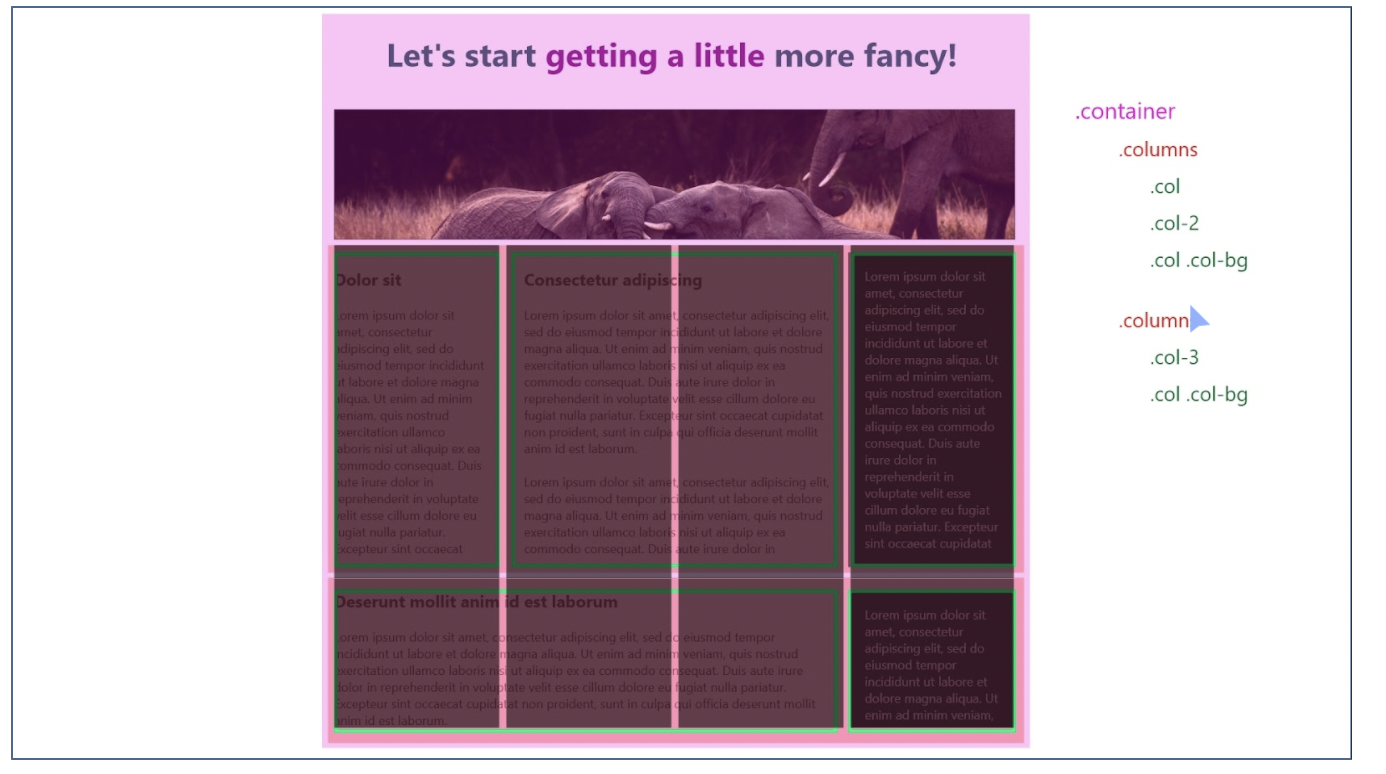 Let's start getting a little more fancy!
Dolor sit
Lorem ipsum dolor sit
amet, consectetur
adipiscing elit, sed do
eiusmod tempor incididunt
ut labore et dolore magna
aliqua. Ut enim ad minim
veniam, quis nostrud
exercitation ullamco
laboris nisi ut aliquip ex ea
commodo consequat. Duis
aute irure dolor in
reprehenderit in voluptate
velit esse cillum dolore eu
fugiat nulla pariatur.
Excepteur sint occaecat
Consectetur adipiscing
Lorem ipsum dolor sit amet, consectetur adipiscing elit,
sed do eiusmod tempor incididunt ut labore et dolore
magna aliqua. Ut enim ad minim veniam, quis nostrud
exercitation ullamco laboris nisi ut aliquip ex ea
commodo consequat. Duis aute irure dolor in
reprehenderit in voluptate velit esse cillum dolore eu
fugiat nulla pariatur. Excepteur sint occaecat cupidatat
non proident, sunt in culpa qui officia deserunt mollit
anim id est laborum.
Lorem ipsum dolor sit amet, consectetur adipiscing elit,
sed do eiusmod tempor incididunt ut labore et dolore
magna aliqua. Ut enim ad minim veniam, quis nostrud
exercitation ullamco laboris nisi ut aliquip ex ea
commodo consequat. Duis aute irure dolor in
Lorem ipsum dolor sit
amet, consectetur
adipiscing elit, sed do
eiusmod tempor
incididunt ut labore et
dolore magna aliqua. Ut
enim ad minim veniam,
quis nostrud exercitation
ullamco laboris nisi ut
aliquip ex ea commodo
consequat. Duis aute
irure dolor in
reprehenderit in
voluptate velit esse
cillum dolore eu fugiat
nulla pariatur. Excepteur
sint occaecat cupidatat
Deserunt mollit anim id est laborum
Lorem ipsum dolor sit amet, consectetur adipiscing elit, sed do eiusmod tempor
incididunt ut labore et dolore magna aliqua. Ut enim ad minim veniam, quis nostrud
exercitation ullamco laboris nisi ut aliquip ex ea commodo consequat. Duis aute irure
dolor in reprehenderit in voluptate velit esse cillum dolore eu fugiat nulla pariatur.
Excepteur sint occaecat cupidatat non proident, sunt in culpa qui officia deserunt mollit
anim id est laborum.
Lorem ipsum dolor sit
amet, consectetur
adipiscing elit, sed do
eiusmod tempor
incididunt ut labore et
dolore magna aliqua. Ut
enim ad minim veniam,
.container
.columns
.col
.col-2
.col .col-bg
.column
.col-3
.col .col-bg